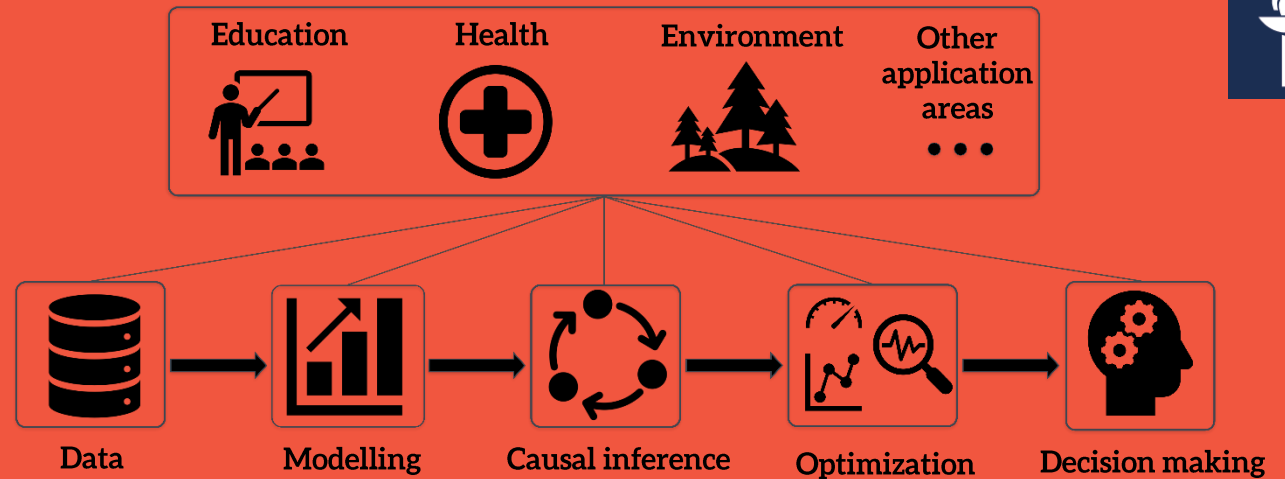 Education
Health
Environment
Other
application
areas
• • •
Data
Modelling
Causal inference
Optimization
Decision making